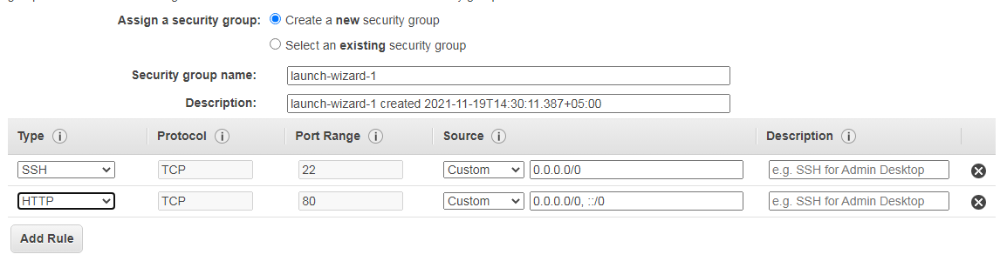 Assign a security group: Create a new security group
Select an existing security group
Security group name: launch-wizard-1
Description: launch-wizard-1 created 2021-11-19T14:30:11.387+05:00
Type i Protocol i Port Range i Source i Description i
SSH TCP 22 Custom 0.0.0.0/0 e.g. SSH for Admin Desktop
HTTP TCP 80 Custom 0.0.0.0/0, ::/0 e.g. SSH for Admin Desktop
Add Rule